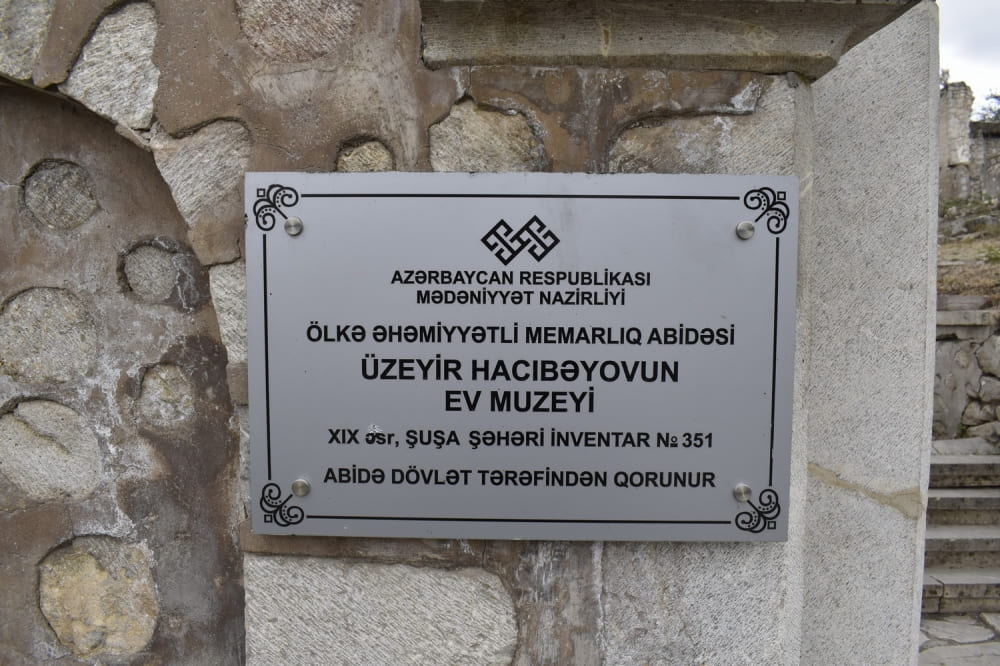 AZƏRBAYCAN RESPUBLİKASI
MƏDƏNİYYƏT NAZİRLİYİ
ÖLKƏ ƏHƏMİYYƏTLİ MEMARLIQ ABİDƏSİ
ÜZEYİR HACIBƏYOVUN
EV MUZEYİ
XIX əsr, ŞUŞA ŞƏHƏRİ İNVENTAR № 351
ABİDƏ DÖVLƏT TƏRƏFİNDƏN QORUNUR